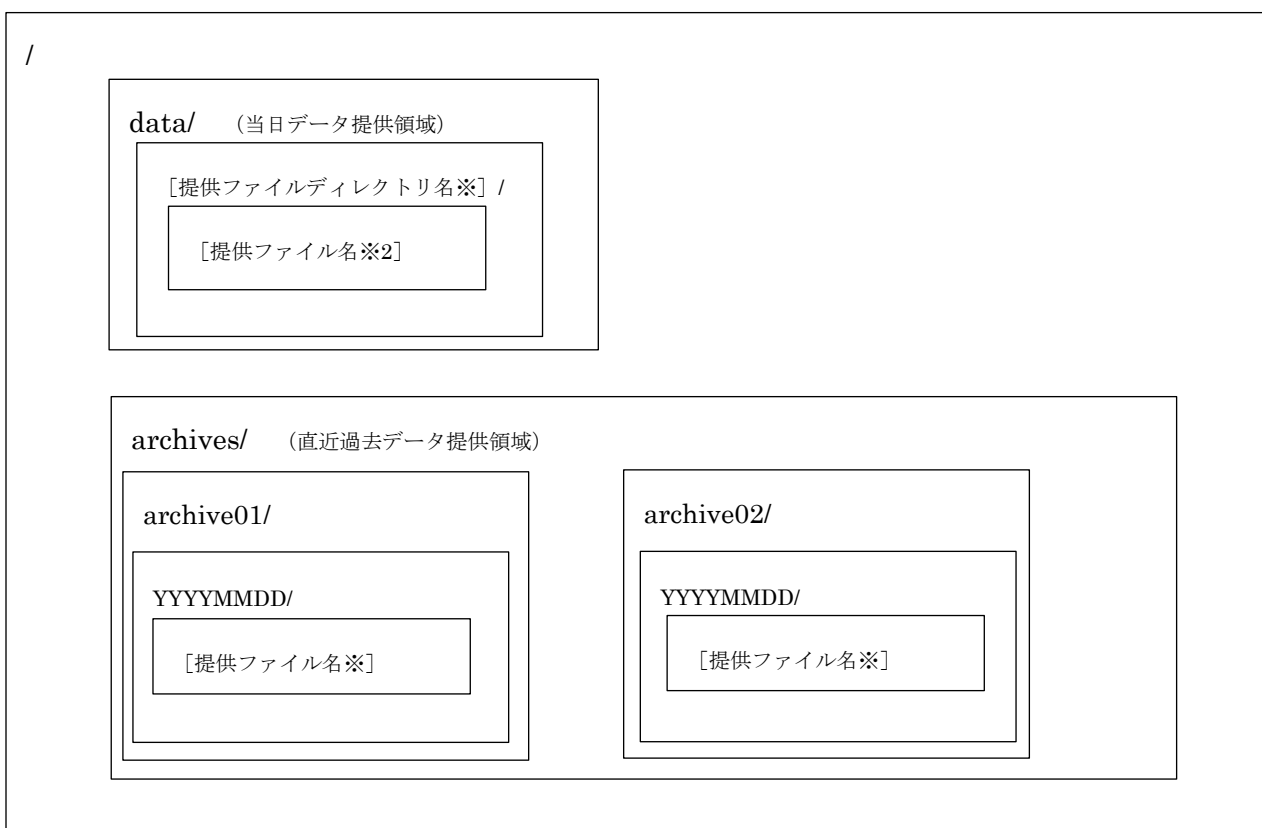 /
data/ （当日データ提供領域）
［提供ファイルディレクトリ名※］/
［提供ファイル名※2］
archives/ （直近過去データ提供領域）
archive01/
YYYYMMDD/
［提供ファイル名※］
archive02/
YYYYMMDD/
［提供ファイル名※］